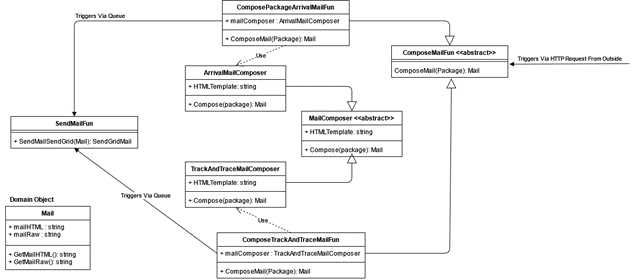 ComposePackageArrivalMailFun
+ mailComposer : ArrivalMailComposer
+ ComposeMail(Package): Mail
Triggers Via Queue
Use
ComposeMailFun <<abstract>>
ComposeMail(Package): Mail
Triggers Via HTTP Request From Outside
ArrivalMailComposer
+ HTMLTemplate: string
+ Compose(package): Mail
MailComposer <<abstract>>
+ HTMLTemplate: string
+ Compose(package): Mail
SendMailFun
+ SendMailSendGrid(Mail): SendGridMail
TrackAndTraceMailComposer
+ HTMLTemplate: string
+ Compose(package): Mail
Triggers Via Queue
Use
Domain Object
Mail
+ mailHTML : string
+ mailRaw : string
+ GetMailHTML(): string
+ GetMailRaw(): string
ComposeTrackAndTraceMailFun
+ mailComposer : TrackAndTraceMailComposer
+ ComposeMail(Package): Mail